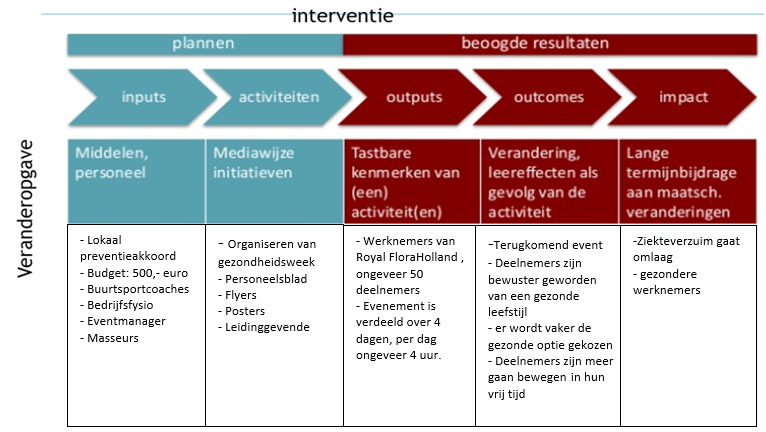 interventie
plannen
beoogde resultaten
inputs
activiteiten
outputs
outcomes
impact
Veranderopgave
Middelen,
personeel
Mediawijze
initiatieven
Tastbare
kenmerken van
(een)
activiteit(en)
Verandering,
leereffecten als
gevolg van de
activiteit
Lange
termijnbijdrage
aan maatsch.
veranderingen
- Lokaal
preventieakkoord
- Budget: 500,- euro
- Buurtsportcoaches
- Bedrijfsfysio
- Eventmanager
- Masseurs
- Organiseren van
gezondheidsweek
- Personeelsblad
- Flyers
- Posters
- Leidinggevende
- Werknemers van
Royal FloraHolland ,
ongeveer 50
deelnemers
- Evenement is
verdeeld over 4
dagen, per dag
ongeveer 4 uur.
-Terugkomend event
- Deelnemers zijn
bewuster geworden
van een gezonde
leefstijl
- er wordt vaker de
gezonde optie gekozen
- Deelnemers zijn meer
gaan bewegen in hun
vrij tijd
-Ziekteverzuim gaat
omlaag
- gezondere
werknemers